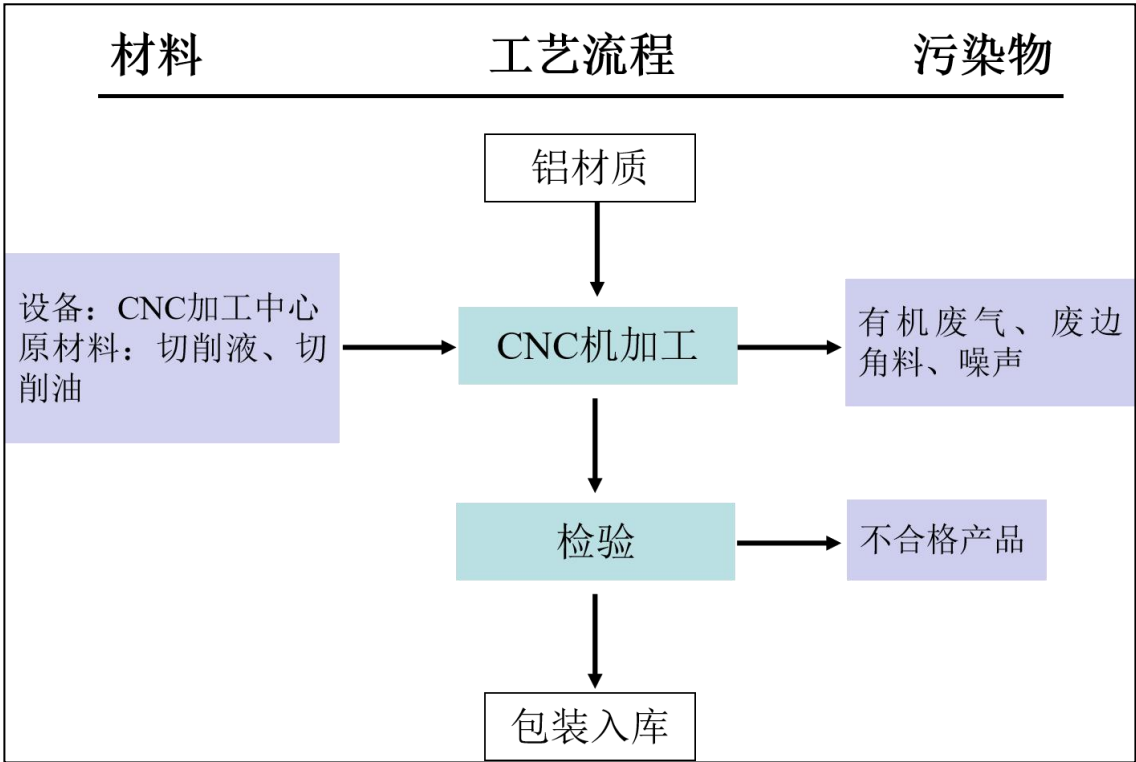 材料 工艺流程 污染物
铝材质
设备：CNC加工中心
原材料：切削液、切
削油
CNC机加工
有机废气、废边
角料、噪声
检验
不合格产品
包装入库